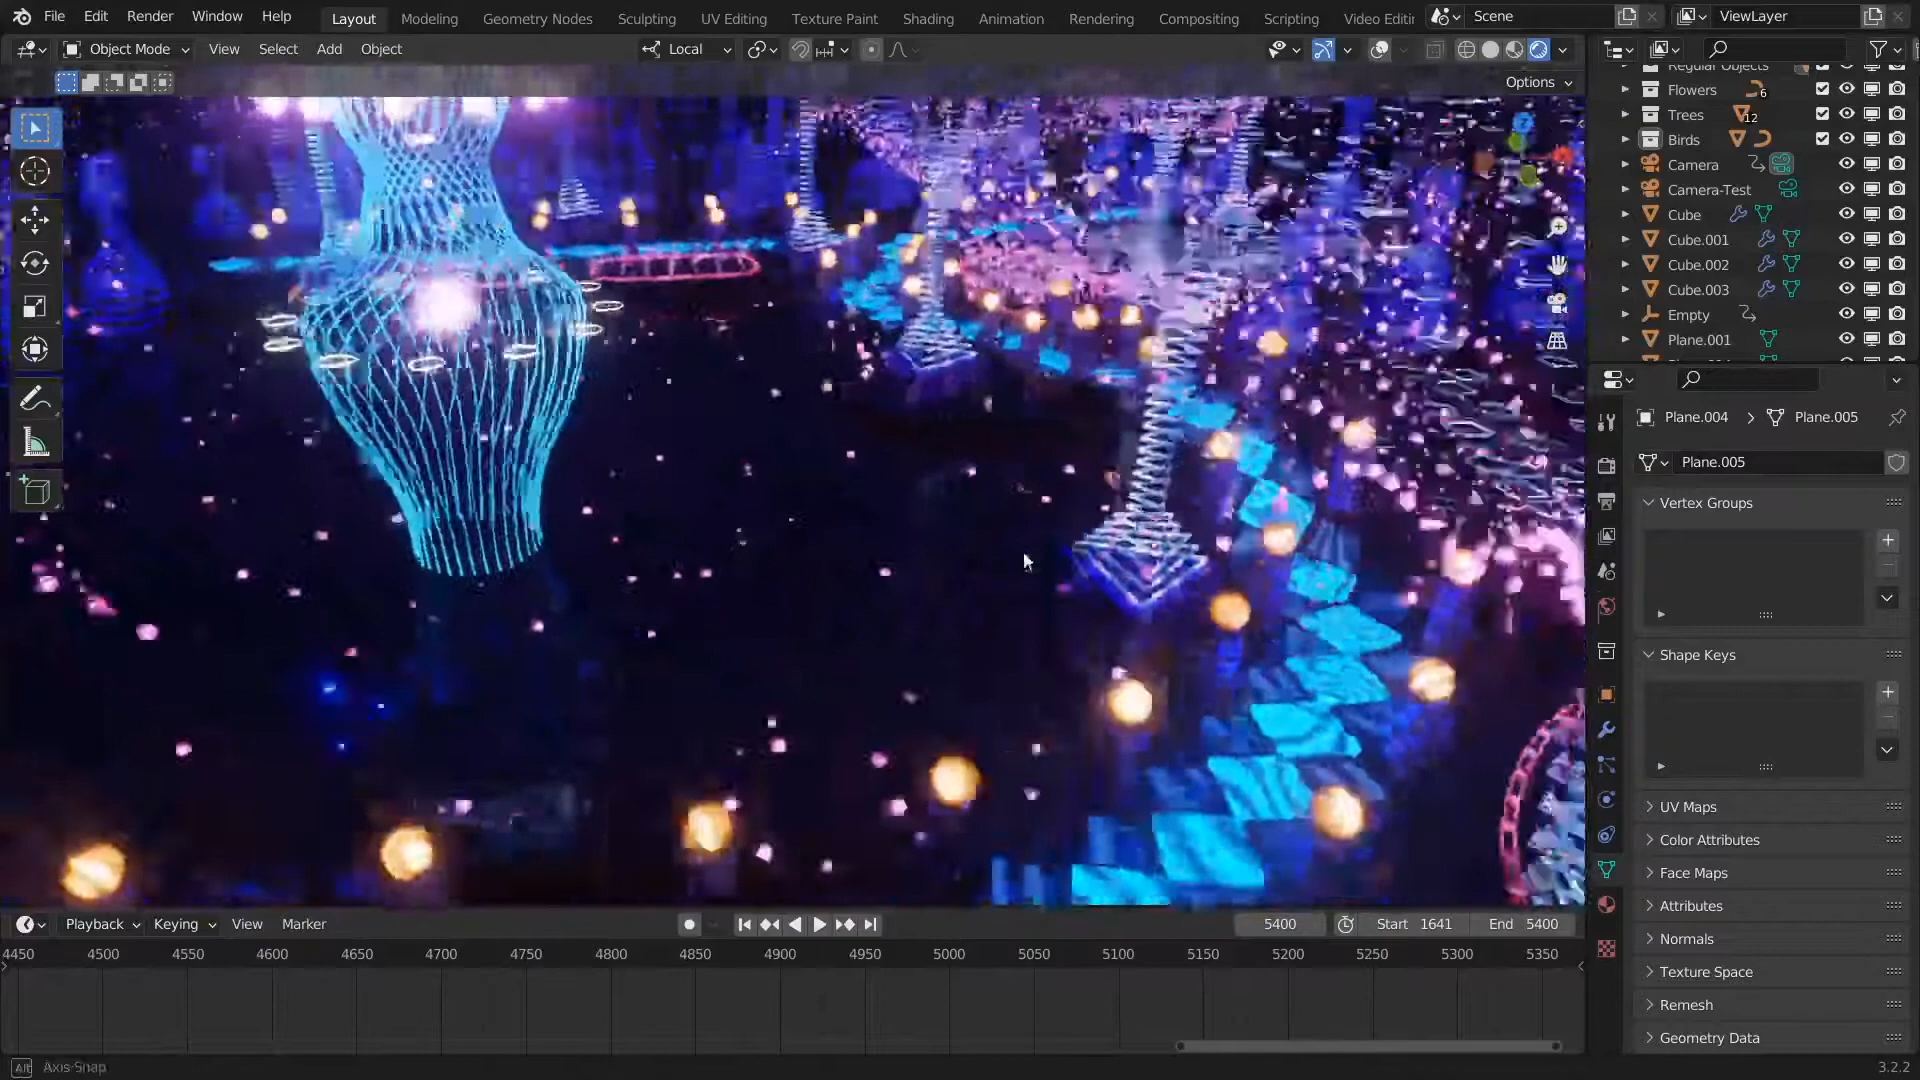 File Edit Render Window Help Layout Modeling Geometry Nodes Sculpting UV Editing Texture Paint Shading Animation Rendering Compositing Scripting Video Editir Scene ViewLayer
Object Mode View Select Add Object Local
Options
Regular Objects
Flowers 6
Trees 12
Birds
Camera
Camera-Test
Cube
Cube.001
Cube.002
Cube.003
Empty
Plane.001
Plane.004 Plane.005
Plane.005
Vertex Groups
Shape Keys
UV Maps
Color Attributes
Face Maps
Attributes
Normals
Texture Space
Remesh
Geometry Data
Playback Keying View Marker 5400 Start 1641 End 5400
4450 4500 4550 4600 4650 4700 4750 4800 4850 4900 4950 5000 5050 5100 5150 5200 5250 5300 5350
Alt Axis Snap 3.2.2